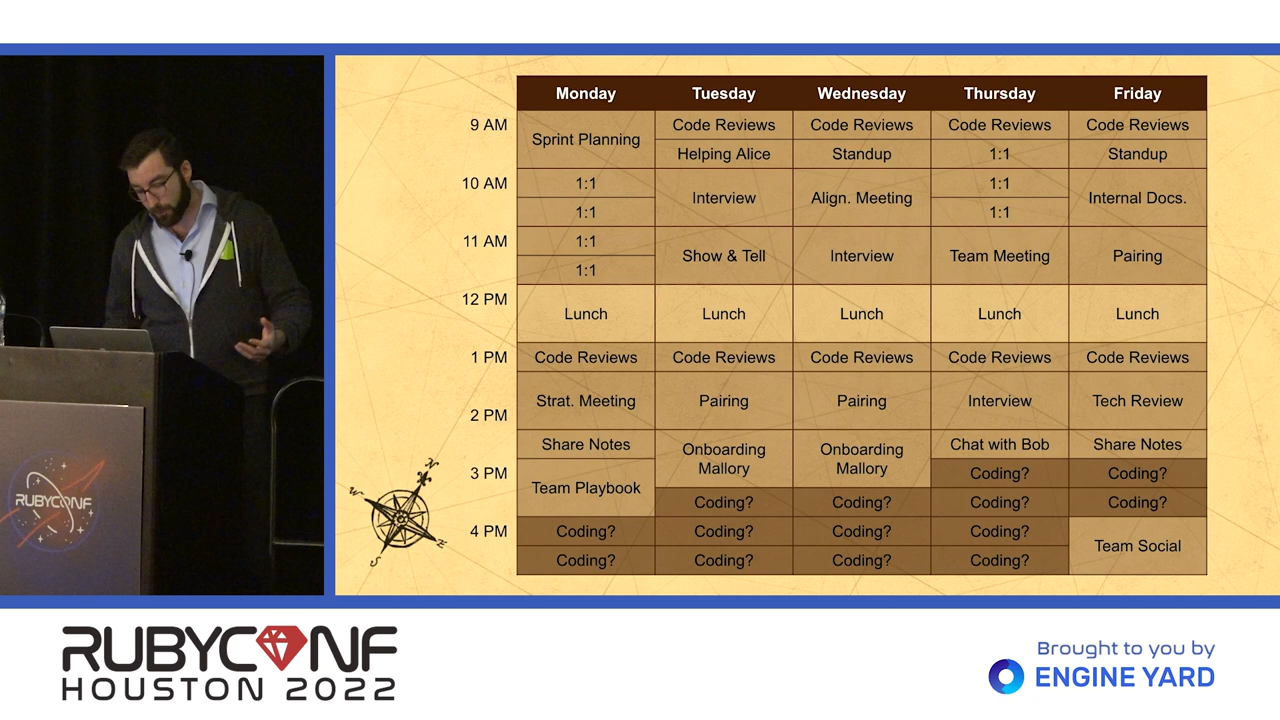 Monday Tuesday Wednesday Thursday Friday
9 AM Sprint Planning Code Reviews Code Reviews Code Reviews Code Reviews
Helping Alice Standup 1:1 Standup
10 AM 1:1 Interview Align. Meeting 1:1 Internal Docs.
1:1 1:1
11 AM 1:1 Show & Tell Interview Team Meeting Pairing
1:1
12 PM Lunch Lunch Lunch Lunch Lunch
1 PM Code Reviews Code Reviews Code Reviews Code Reviews Code Reviews
Strat. Meeting Pairing Pairing Interview Tech Review
2 PM
Share Notes Onboarding Mallory Onboarding Mallory Chat with Bob Share Notes
3 PM Team Playbook Coding? Coding?
Coding? Coding? Coding? Coding?
4 PM Coding? Coding? Coding? Coding? Team Social
Coding? Coding? Coding? Coding?
N
W
E
S
RUBYCONF
RUBYCONF
HOUSTON 2022
Brought to you by
ENGINE YARD